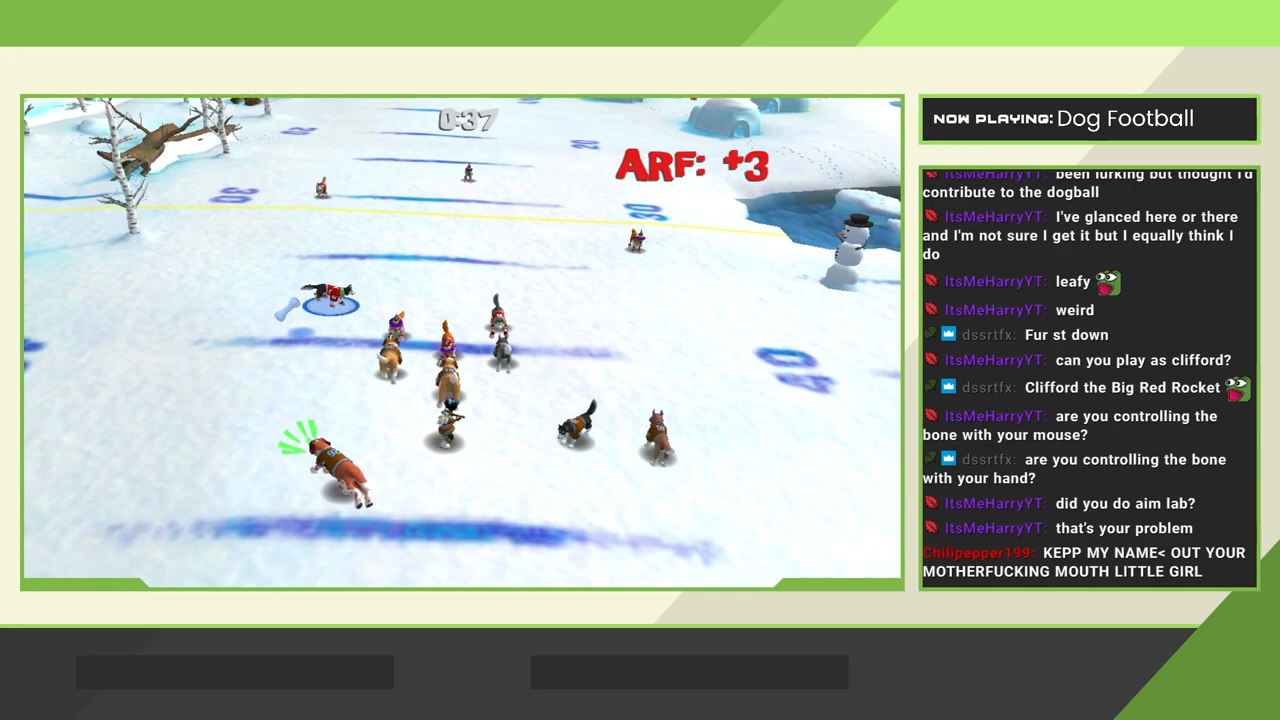 0:37
ARF: +3
20
30
30
40
NOW PLAYING: Dog Football
ItsMeHarryYT: been lurking but thought I'd
contribute to the dogball
ItsMeHarryYT: I've glanced here or there
and I'm not sure I get it but I equally think I
do
ItsMeHarryYT: leafy
ItsMeHarryYT: weird
dssrtfx: Fur st down
ItsMeHarryYT: can you play as clifford?
dssrtfx: Clifford the Big Red Rocket
ItsMeHarryYT: are you controlling the
bone with your mouse?
dssrtfx: are you controlling the bone
with your hand?
ItsMeHarryYT: did you do aim lab?
ItsMeHarryYT: that's your problem
Chilipepper199: KEPP MY NAME< OUT YOUR
MOTHERFUCKING MOUTH LITTLE GIRL